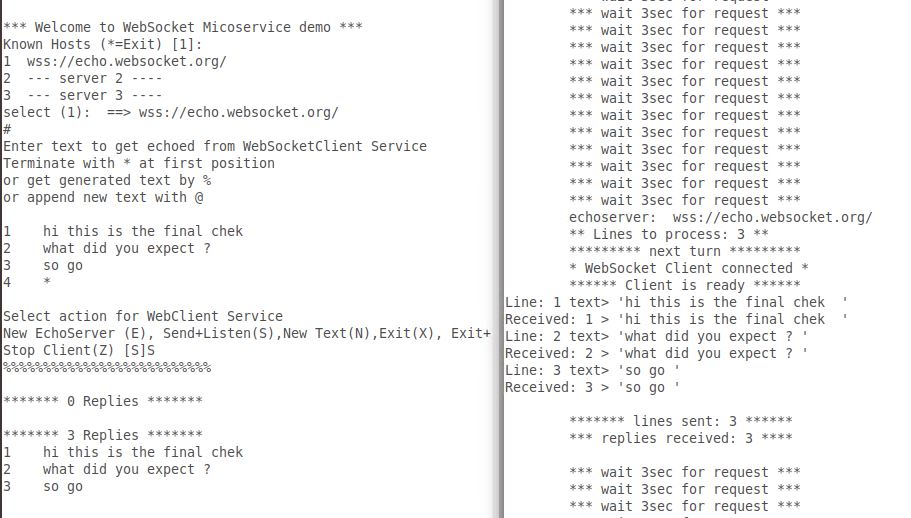 *** Welcome to WebSocket Micoservice demo ***
Known Hosts (*=Exit) [1]:
1  wss://echo.websocket.org/
2  --- server 2 ----
3  --- server 3 ----
select (1):  ==> wss://echo.websocket.org/
#
Enter text to get echoed from WebSocketClient Service
Terminate with * at first position
or get generated text by %
or append new text with @
1    hi this is the final chek
2    what did you expect ?
3    so go
4    *
Select action for WebClient Service
New EchoServer (E), Send+Listen(S),New Text(N),Exit(X), Exit+
Stop Client(Z) [S]S
%%%%%%%%%%%%%%%%%%%%%%%%%%
******* 0 Replies *******
******* 3 Replies *******
1    hi this is the final chek
2    what did you expect ?
3    so go
*** wait 3sec for request ***
*** wait 3sec for request ***
*** wait 3sec for request ***
*** wait 3sec for request ***
*** wait 3sec for request ***
*** wait 3sec for request ***
*** wait 3sec for request ***
*** wait 3sec for request ***
*** wait 3sec for request ***
*** wait 3sec for request ***
*** wait 3sec for request ***
*** wait 3sec for request ***
*** wait 3sec for request ***
echoserver:  wss://echo.websocket.org/
** Lines to process: 3 **
********* next turn *********
* WebSocket Client connected *
****** Client is ready ******
Line: 1 text> 'hi this is the final chek  '
Received: 1 > 'hi this is the final chek  '
Line: 2 text> 'what did you expect ? '
Received: 2 > 'what did you expect ? '
Line: 3 text> 'so go '
Received: 3 > 'so go '
******* lines sent: 3 ******
*** replies received: 3 ****
*** wait 3sec for request ***
*** wait 3sec for request ***
*** wait 3sec for request ***